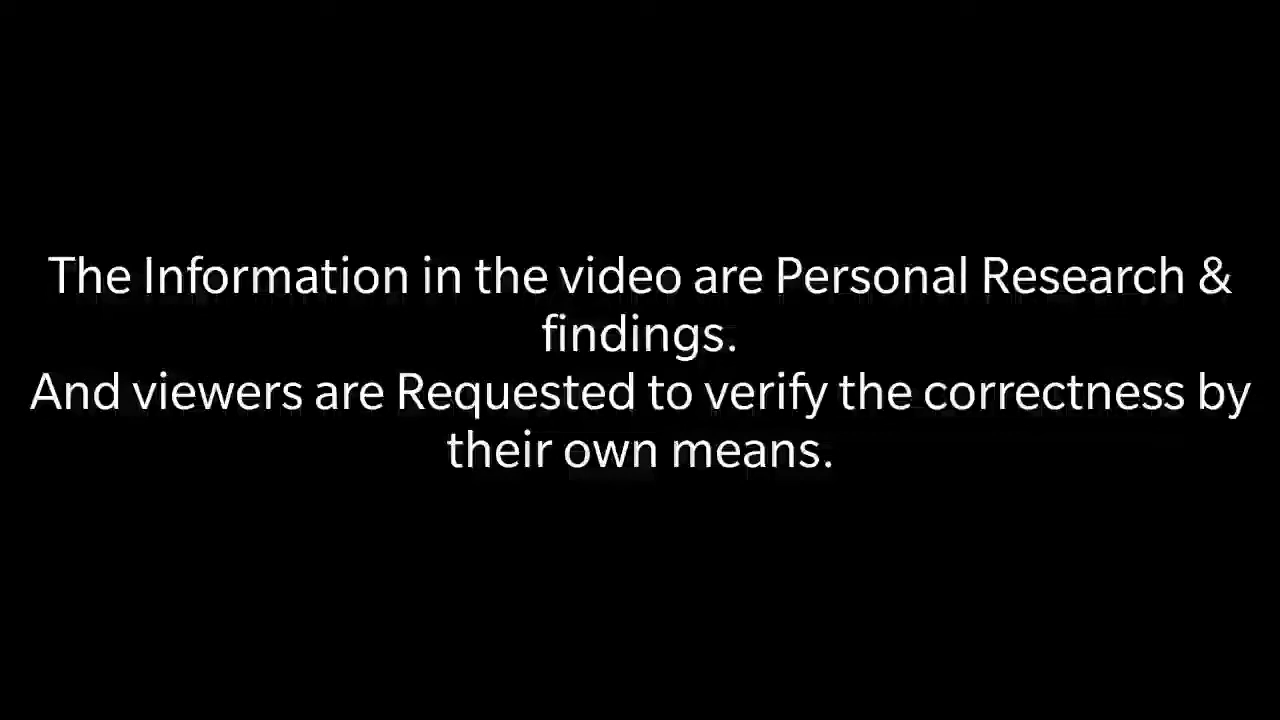 The Information in the video are Personal Research &
findings.
And viewers are Requested to verify the correctness by
their own means.